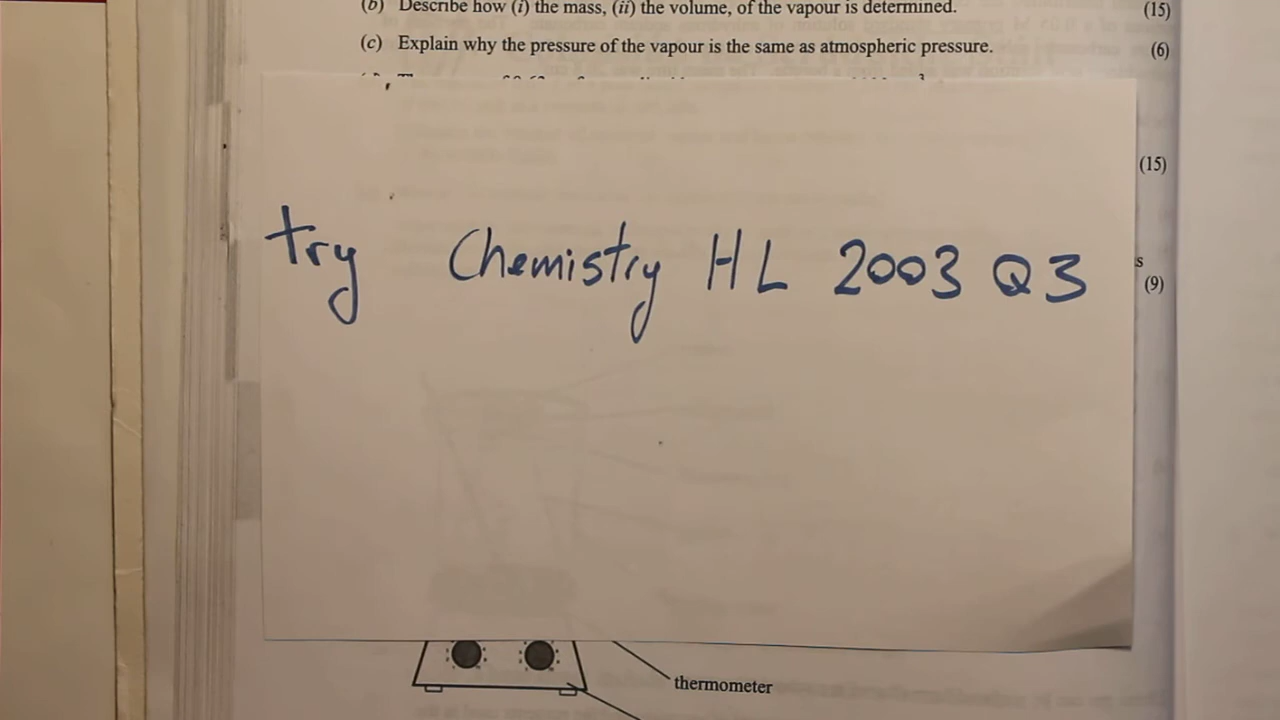 (b) Describe how (i) the mass, (ii) the volume, of the vapour is determined. (15)
(c) Explain why the pressure of the vapour is the same as atmospheric pressure. (6)
(15)
try Chemistry HL 2003 Q3
s
(9)
thermometer